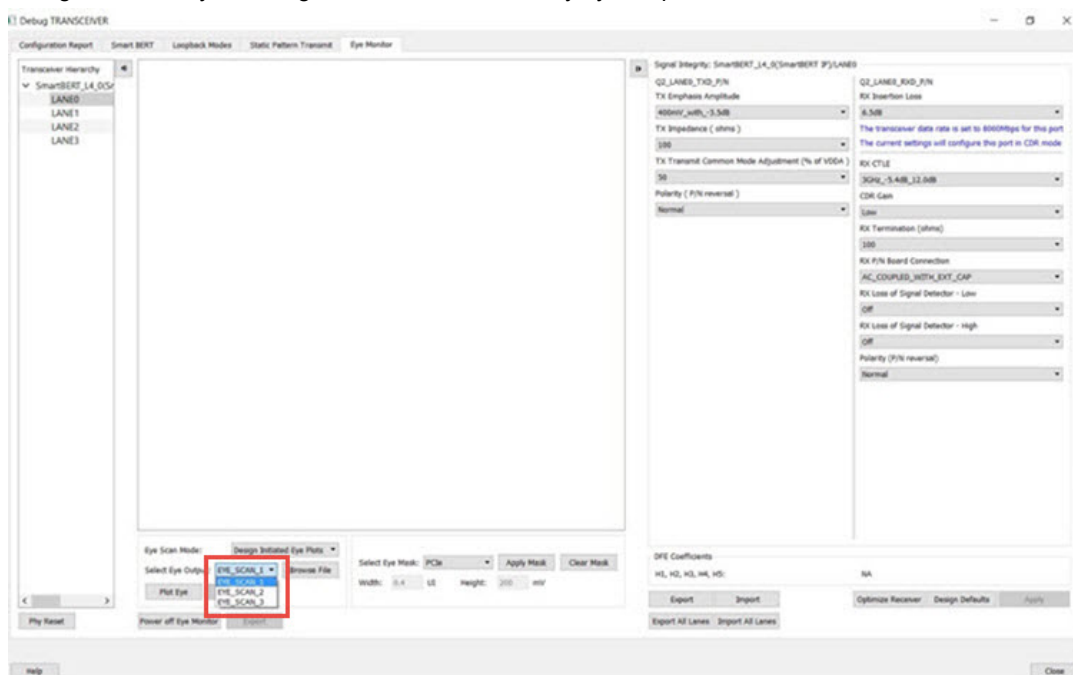 Debug TRANSCEIVER
Configuration Report Smart BERT Loopback Modes Static Pattern Transmit Eye Monitor
Transceiver Hierarchy
SmartBERT_L4_0(Sr
LANE0
LANE1
LANE2
LANE3
Eye Scan Mode: Design Initiated Eye Plots
Select Eye Output: EYE_SCAN_1 Browse File
EYE_SCAN_1
EYE_SCAN_2
EYE_SCAN_3
Plot Eye
Power off Eye Monitor Export
Select Eye Mask: PCIe Apply Mask Clear Mask
Width: 0.4 UI Height: 200 mV
Signal Integrity: SmartBERT_L4_0(SmartBERT IP)/LANE0
Q2_LANE0_TXD_P/N
TX Emphasis Amplitude
400mV_with_-3.5dB
TX Impedance ( ohms )
100
TX Transmit Common Mode Adjustment (% of VDDA )
50
Polarity ( P/N reversal )
Normal
Q2_LANE0_RXD_P/N
RX Insertion Loss
6.5dB
The transceiver data rate is set to 8000Mbps for this port
The current settings will configure this port in CDR mode
RX CTLE
3GHz_-5.4dB_12.0dB
CDR Gain
Low
RX Termination (ohms)
100
RX P/N Board Connection
AC_COUPLED_WITH_EXT_CAP
RX Loss of Signal Detector - Low
Off
RX Loss of Signal Detector - High
Off
Polarity (P/N reversal)
Normal
DFE Coefficients
H1, H2, H3, H4, H5: NA
Export Import Optimize Receiver Design Defaults Apply
Export All Lanes Import All Lanes
Phy Reset
Help Close